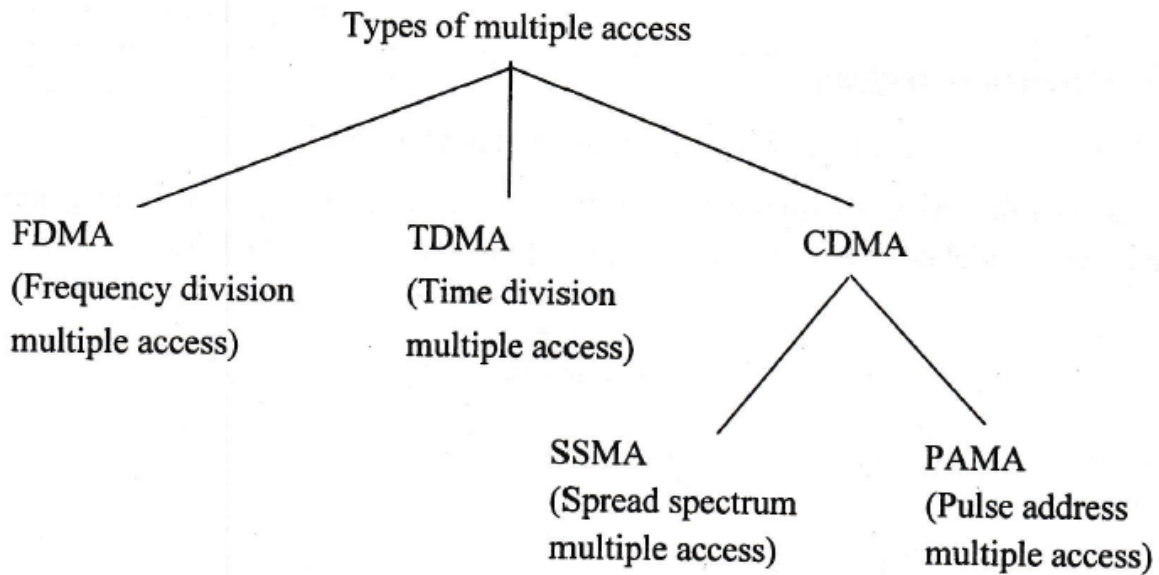 Types of multiple access
FDMA
(Frequency division
multiple access)
TDMA
(Time division
multiple access)
CDMA
SSMA
(Spread spectrum
multiple access)
PAMA
(Pulse address
multiple access)